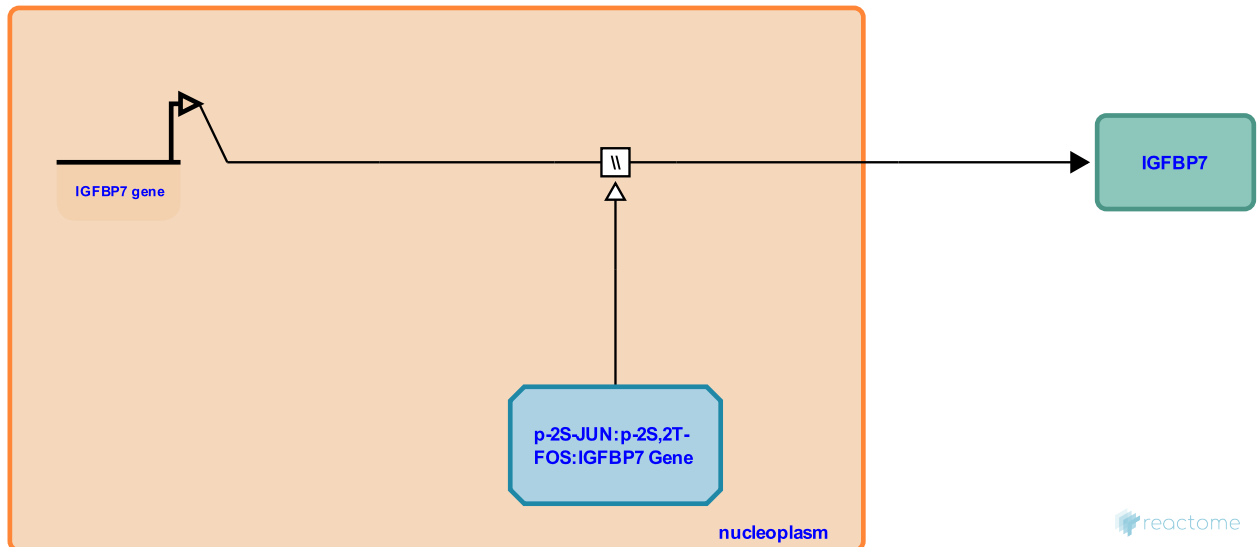 IGFBP7 gene
\\
IGFBP7
p-2S-JUN:p-2S,2T-
FOS:IGFBP7 Gene
nucleoplasm
reactome